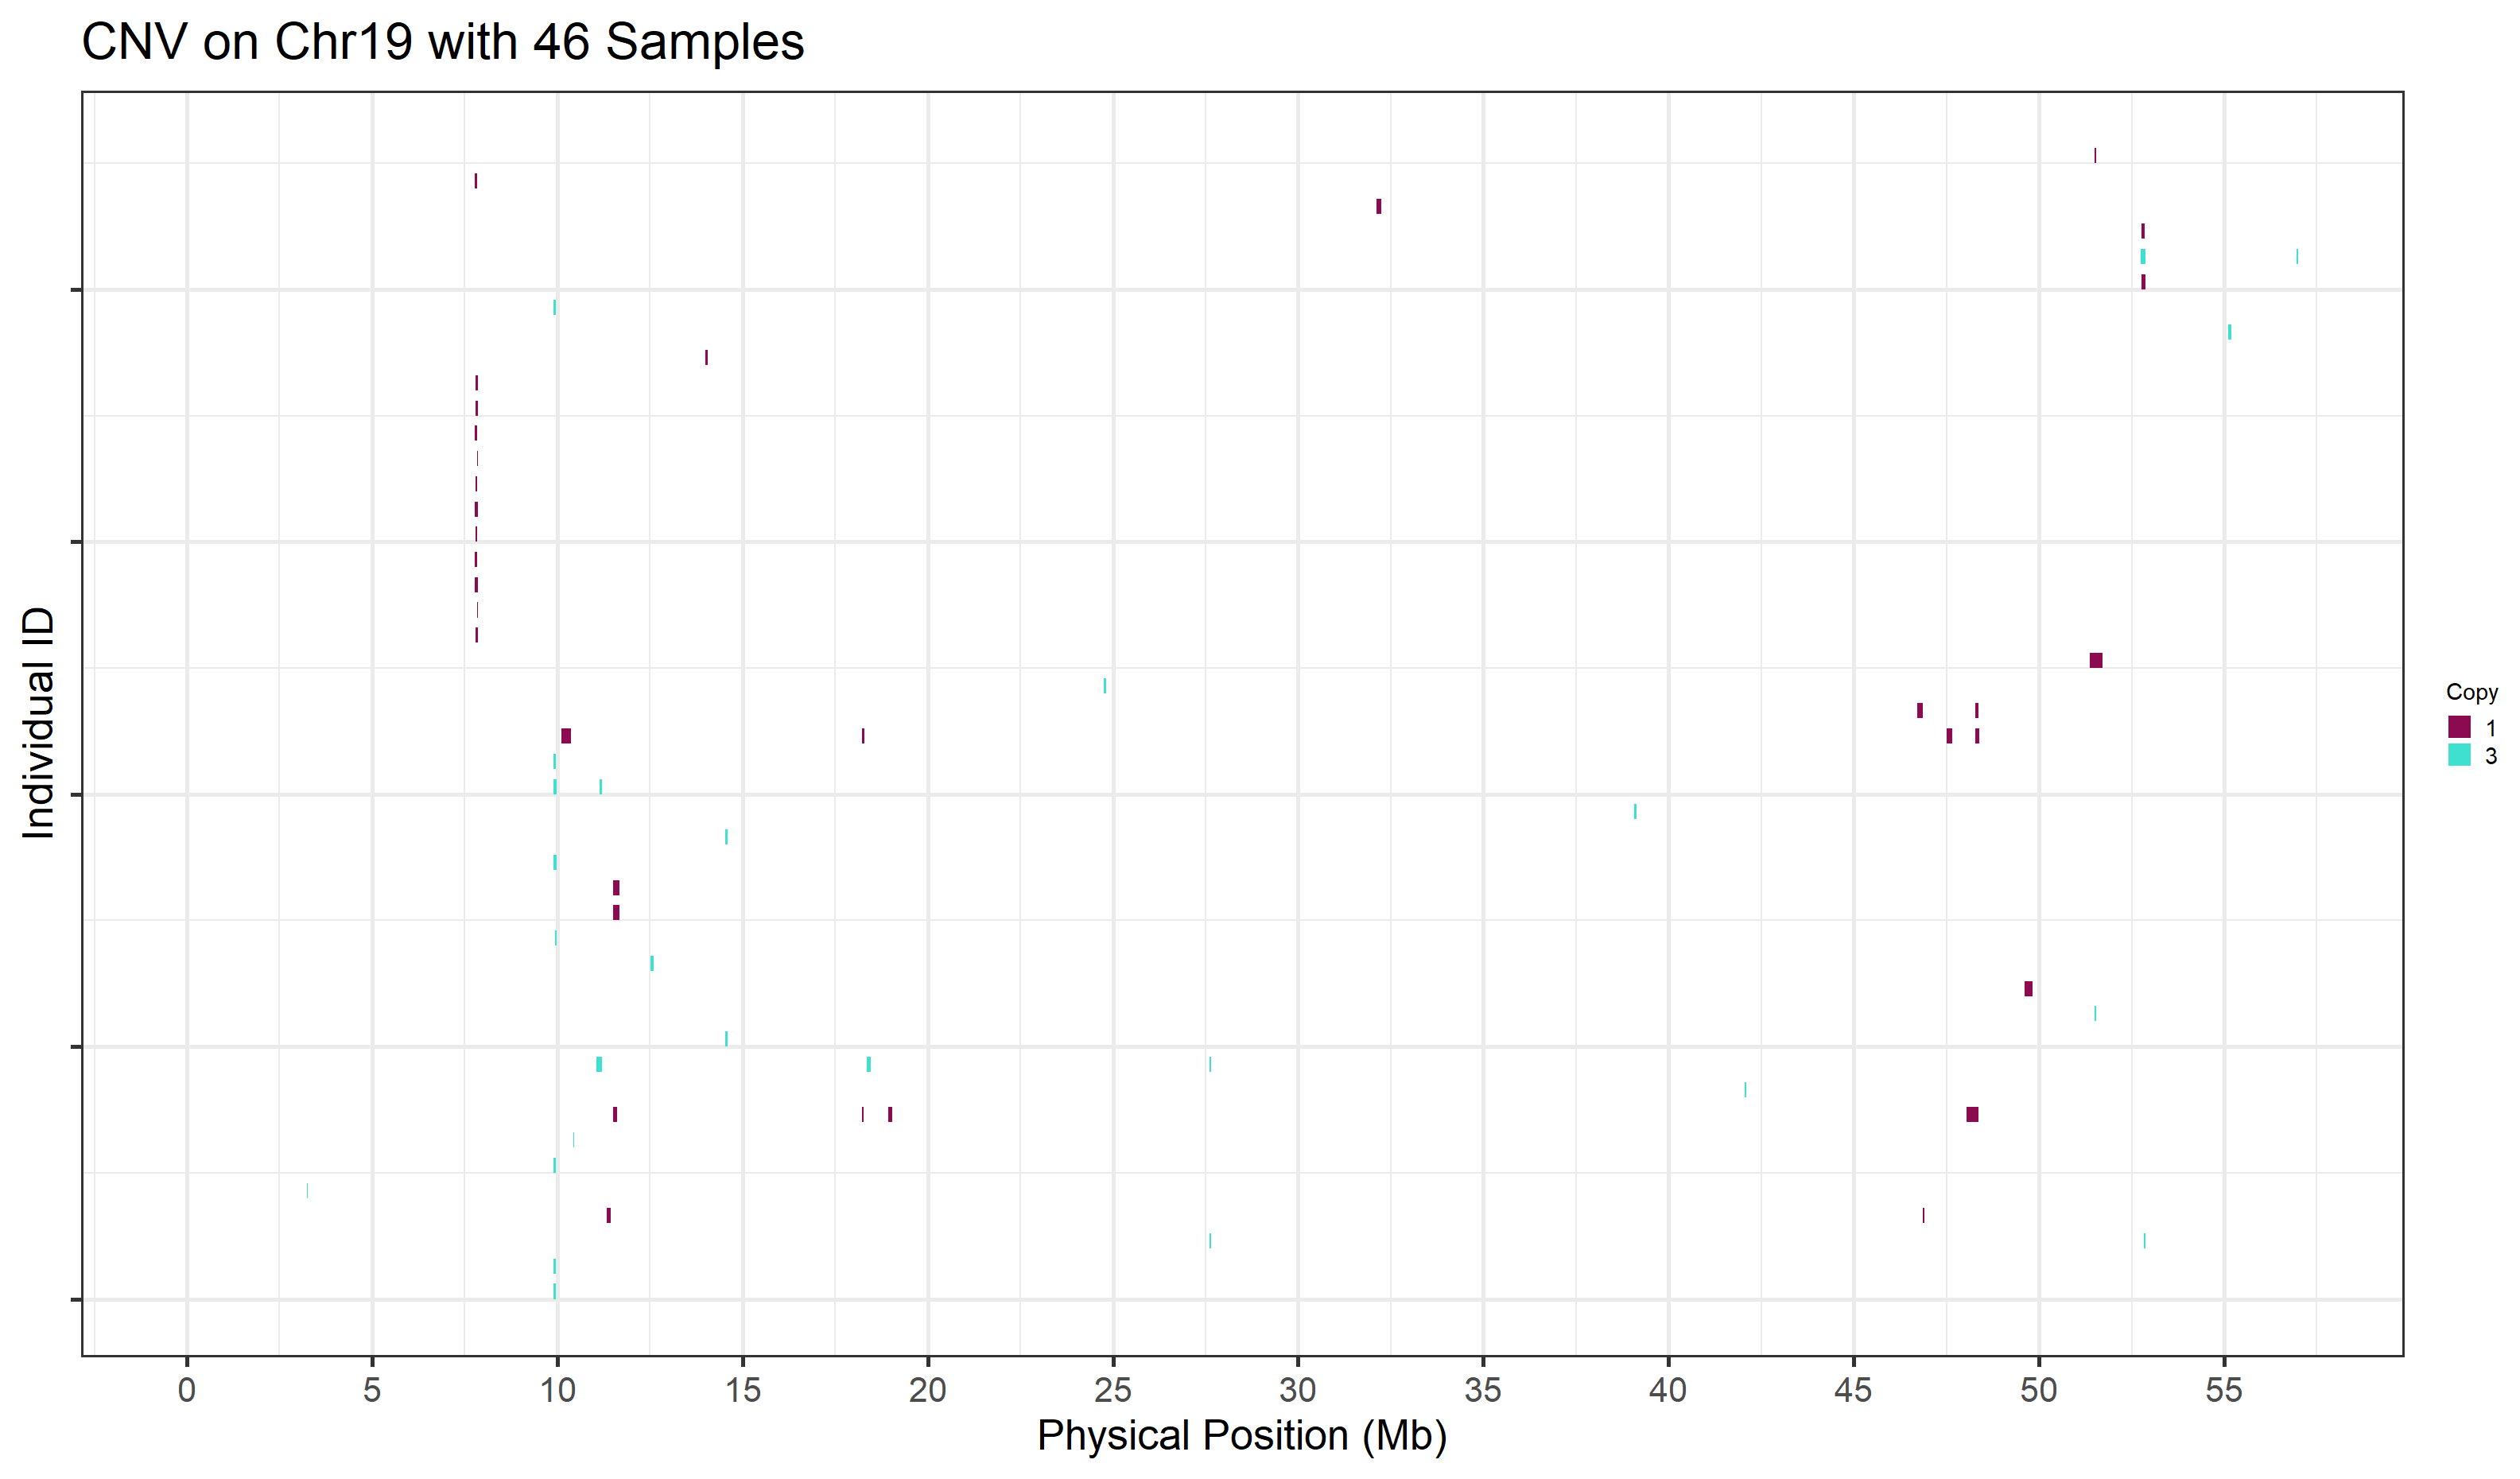 CNV on Chr19 with 46 Samples
Individual ID
Copy
1
3
0 5 10 15 20 25 30 35 40 45 50 55
Physical Position (Mb)